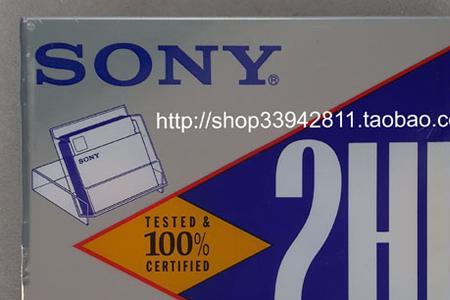 SONY®
http://shop33942811.taobao.co
SONY
TESTED &
100%
CERTIFIED
2H